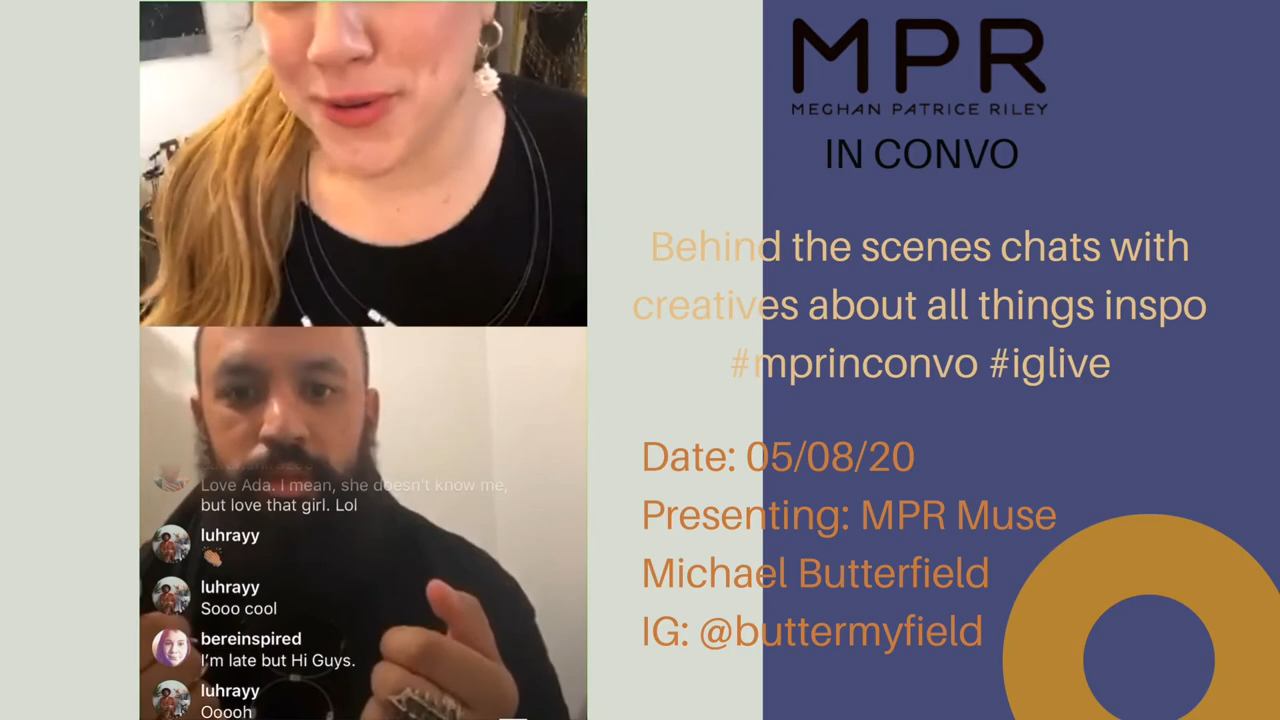 Love Ada. I mean, she doesn't know me,
but love that girl. Lol
luhrayy
👏🏽
luhrayy
Sooo cool
bereinspired
I'm late but Hi Guys.
luhrayy
Ooooh
MPR
MEGHAN PATRICE RILEY
IN CONVO
Behind the scenes chats with
creatives about all things inspo
#mprinconvo #iglive
Date: 05/08/20
Presenting: MPR Muse
Michael Butterfield
IG: @buttermyfield